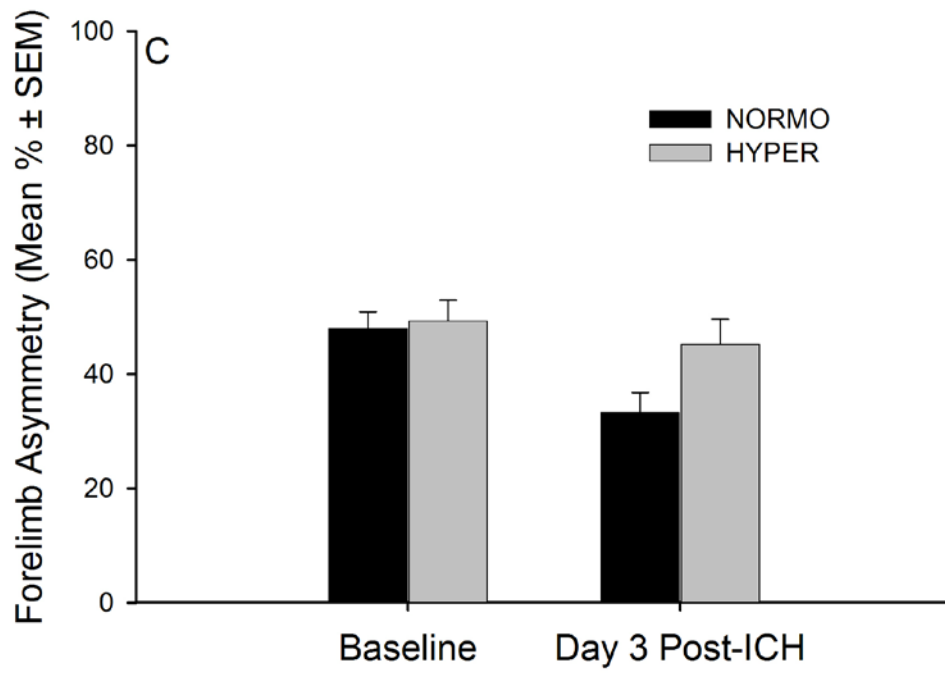 Forelimb Asymmetry (Mean % ± SEM)
C
100
80
60
40
20
0
NORMO
HYPER
Baseline
Day 3 Post-ICH